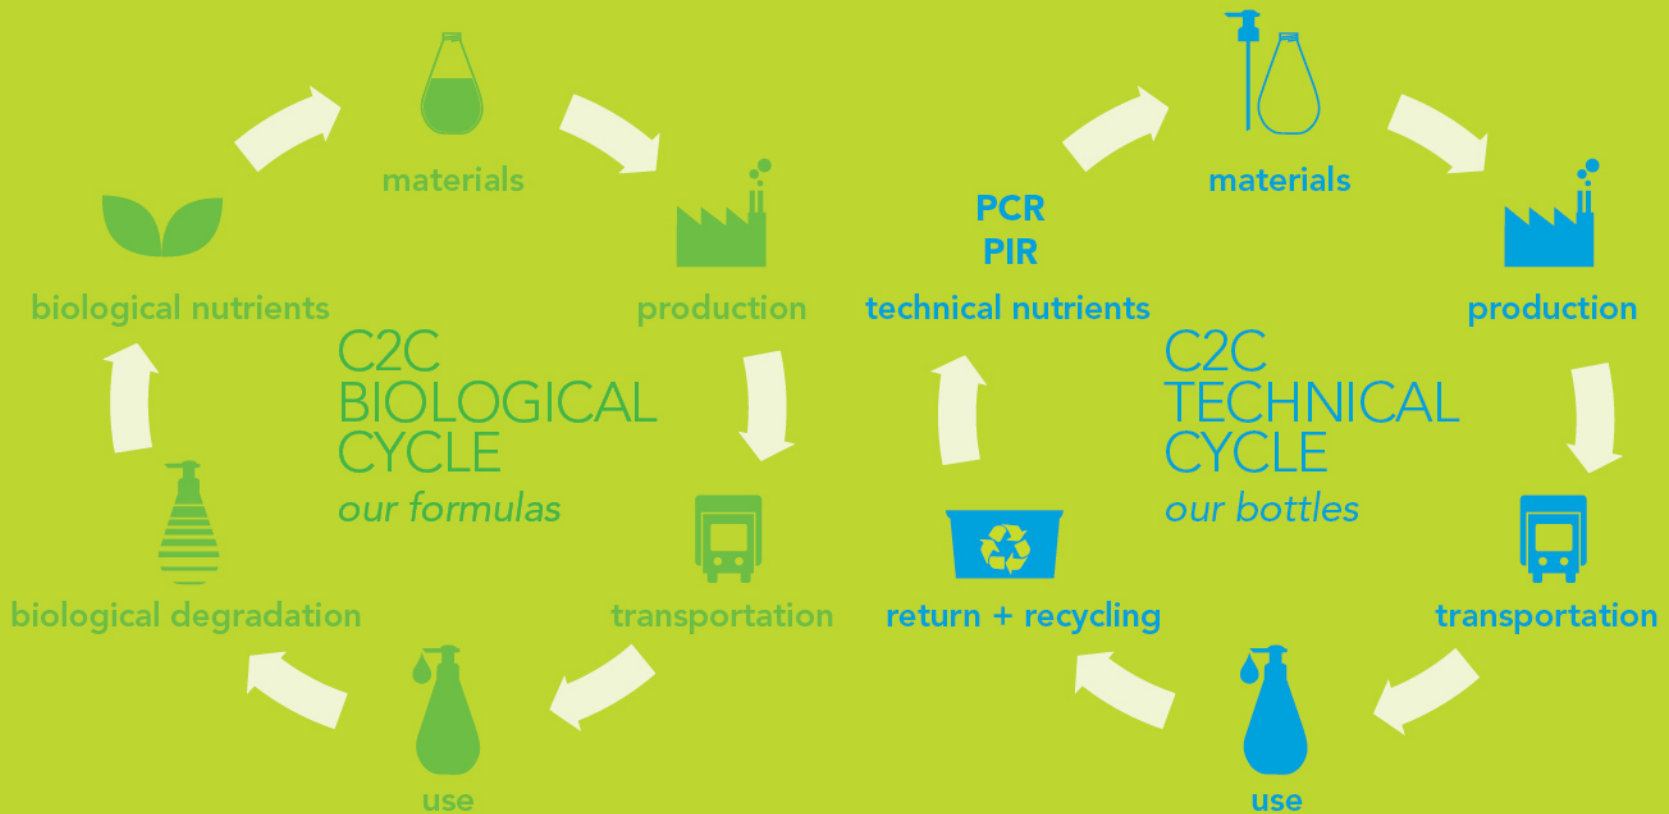 materials
biological nutrients
production
C2C
BIOLOGICAL
CYCLE
our formulas
biological degradation
transportation
use
materials
PCR
PIR
technical nutrients
production
C2C
TECHNICAL
CYCLE
our bottles
return + recycling
transportation
use